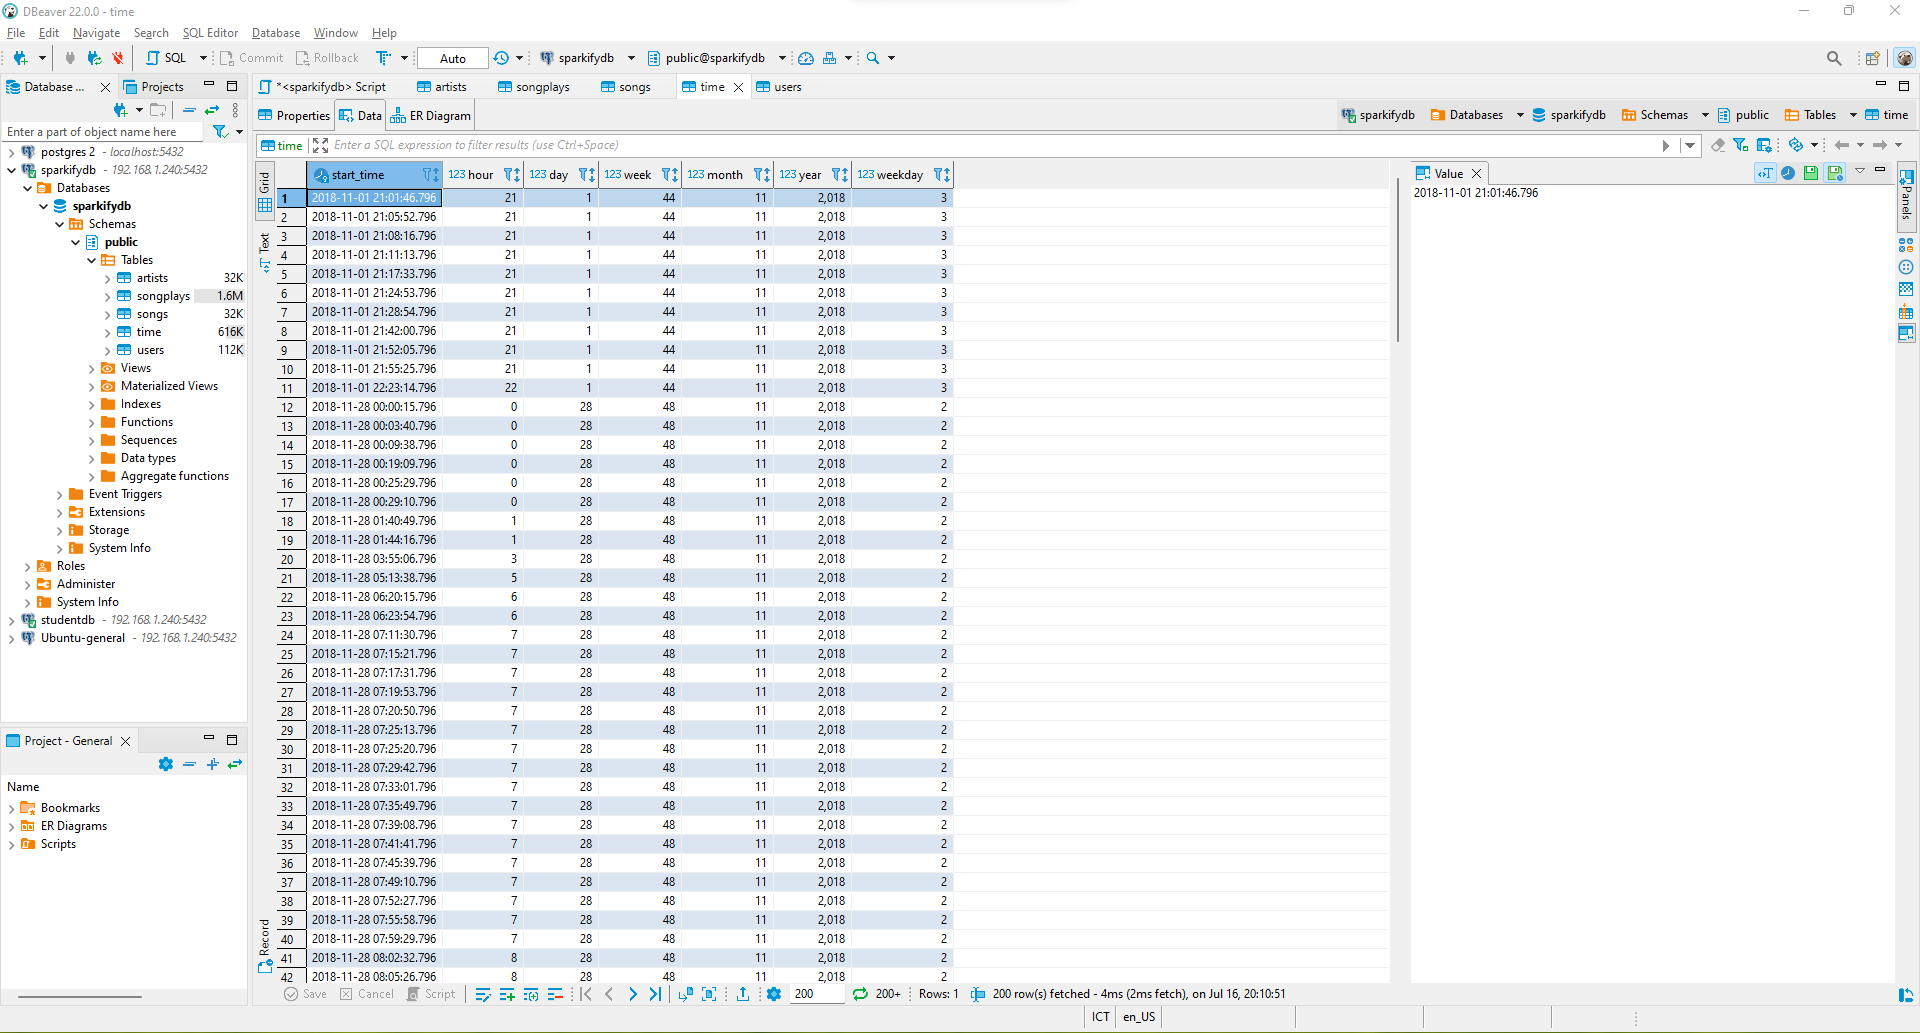 DBeaver 22.0.0 - time
File Edit Navigate Search SQL Editor Database Window Help
SQL Commit Rollback Auto sparkifydb public@sparkifydb
Database ... Projects
*<sparkifydb> Script artists songplays songs time users
Properties Data ER Diagram
sparkifydb Databases sparkifydb Schemas public Tables time
Enter a part of object name here
time Enter a SQL expression to filter results (use Ctrl+Space)
postgres 2 - localhost:5432
sparkifydb - 192.168.1.240:5432
Databases
sparkifydb
Schemas
public
Tables
artists 32K
songplays 1.6M
songs 32K
time 616K
users 112K
Views
Materialized Views
Indexes
Functions
Sequences
Data types
Aggregate functions
Event Triggers
Extensions
Storage
System Info
Roles
Administer
System Info
studentdb - 192.168.1.240:5432
Ubuntu-general - 192.168.1.240:5432
Project - General
Name
Bookmarks
ER Diagrams
Scripts
Grid
Text
Record
start_time 123 hour 123 day 123 week 123 month 123 year 123 weekday
1 2018-11-01 21:01:46.796 21 1 44 11 2,018 3
2 2018-11-01 21:05:52.796 21 1 44 11 2,018 3
3 2018-11-01 21:08:16.796 21 1 44 11 2,018 3
4 2018-11-01 21:11:13.796 21 1 44 11 2,018 3
5 2018-11-01 21:17:33.796 21 1 44 11 2,018 3
6 2018-11-01 21:24:53.796 21 1 44 11 2,018 3
7 2018-11-01 21:28:54.796 21 1 44 11 2,018 3
8 2018-11-01 21:42:00.796 21 1 44 11 2,018 3
9 2018-11-01 21:52:05.796 21 1 44 11 2,018 3
10 2018-11-01 21:55:25.796 21 1 44 11 2,018 3
11 2018-11-01 22:23:14.796 22 1 44 11 2,018 3
12 2018-11-28 00:00:15.796 0 28 48 11 2,018 2
13 2018-11-28 00:03:40.796 0 28 48 11 2,018 2
14 2018-11-28 00:09:38.796 0 28 48 11 2,018 2
15 2018-11-28 00:19:09.796 0 28 48 11 2,018 2
16 2018-11-28 00:25:29.796 0 28 48 11 2,018 2
17 2018-11-28 00:29:10.796 0 28 48 11 2,018 2
18 2018-11-28 01:40:49.796 1 28 48 11 2,018 2
19 2018-11-28 01:44:16.796 1 28 48 11 2,018 2
20 2018-11-28 03:55:06.796 3 28 48 11 2,018 2
21 2018-11-28 05:13:38.796 5 28 48 11 2,018 2
22 2018-11-28 06:20:15.796 6 28 48 11 2,018 2
23 2018-11-28 06:23:54.796 6 28 48 11 2,018 2
24 2018-11-28 07:11:30.796 7 28 48 11 2,018 2
25 2018-11-28 07:15:21.796 7 28 48 11 2,018 2
26 2018-11-28 07:17:31.796 7 28 48 11 2,018 2
27 2018-11-28 07:19:53.796 7 28 48 11 2,018 2
28 2018-11-28 07:20:50.796 7 28 48 11 2,018 2
29 2018-11-28 07:25:13.796 7 28 48 11 2,018 2
30 2018-11-28 07:25:20.796 7 28 48 11 2,018 2
31 2018-11-28 07:29:42.796 7 28 48 11 2,018 2
32 2018-11-28 07:33:01.796 7 28 48 11 2,018 2
33 2018-11-28 07:35:49.796 7 28 48 11 2,018 2
34 2018-11-28 07:39:08.796 7 28 48 11 2,018 2
35 2018-11-28 07:41:41.796 7 28 48 11 2,018 2
36 2018-11-28 07:45:39.796 7 28 48 11 2,018 2
37 2018-11-28 07:49:10.796 7 28 48 11 2,018 2
38 2018-11-28 07:52:27.796 7 28 48 11 2,018 2
39 2018-11-28 07:55:58.796 7 28 48 11 2,018 2
40 2018-11-28 07:59:29.796 7 28 48 11 2,018 2
41 2018-11-28 08:02:32.796 8 28 48 11 2,018 2
42 2018-11-28 08:05:26.796 8 28 48 11 2,018 2
Value
2018-11-01 21:01:46.796
Panels
Save Cancel Script 200 200+ Rows: 1 200 row(s) fetched - 4ms (2ms fetch), on Jul 16, 20:10:51
ICT en_US